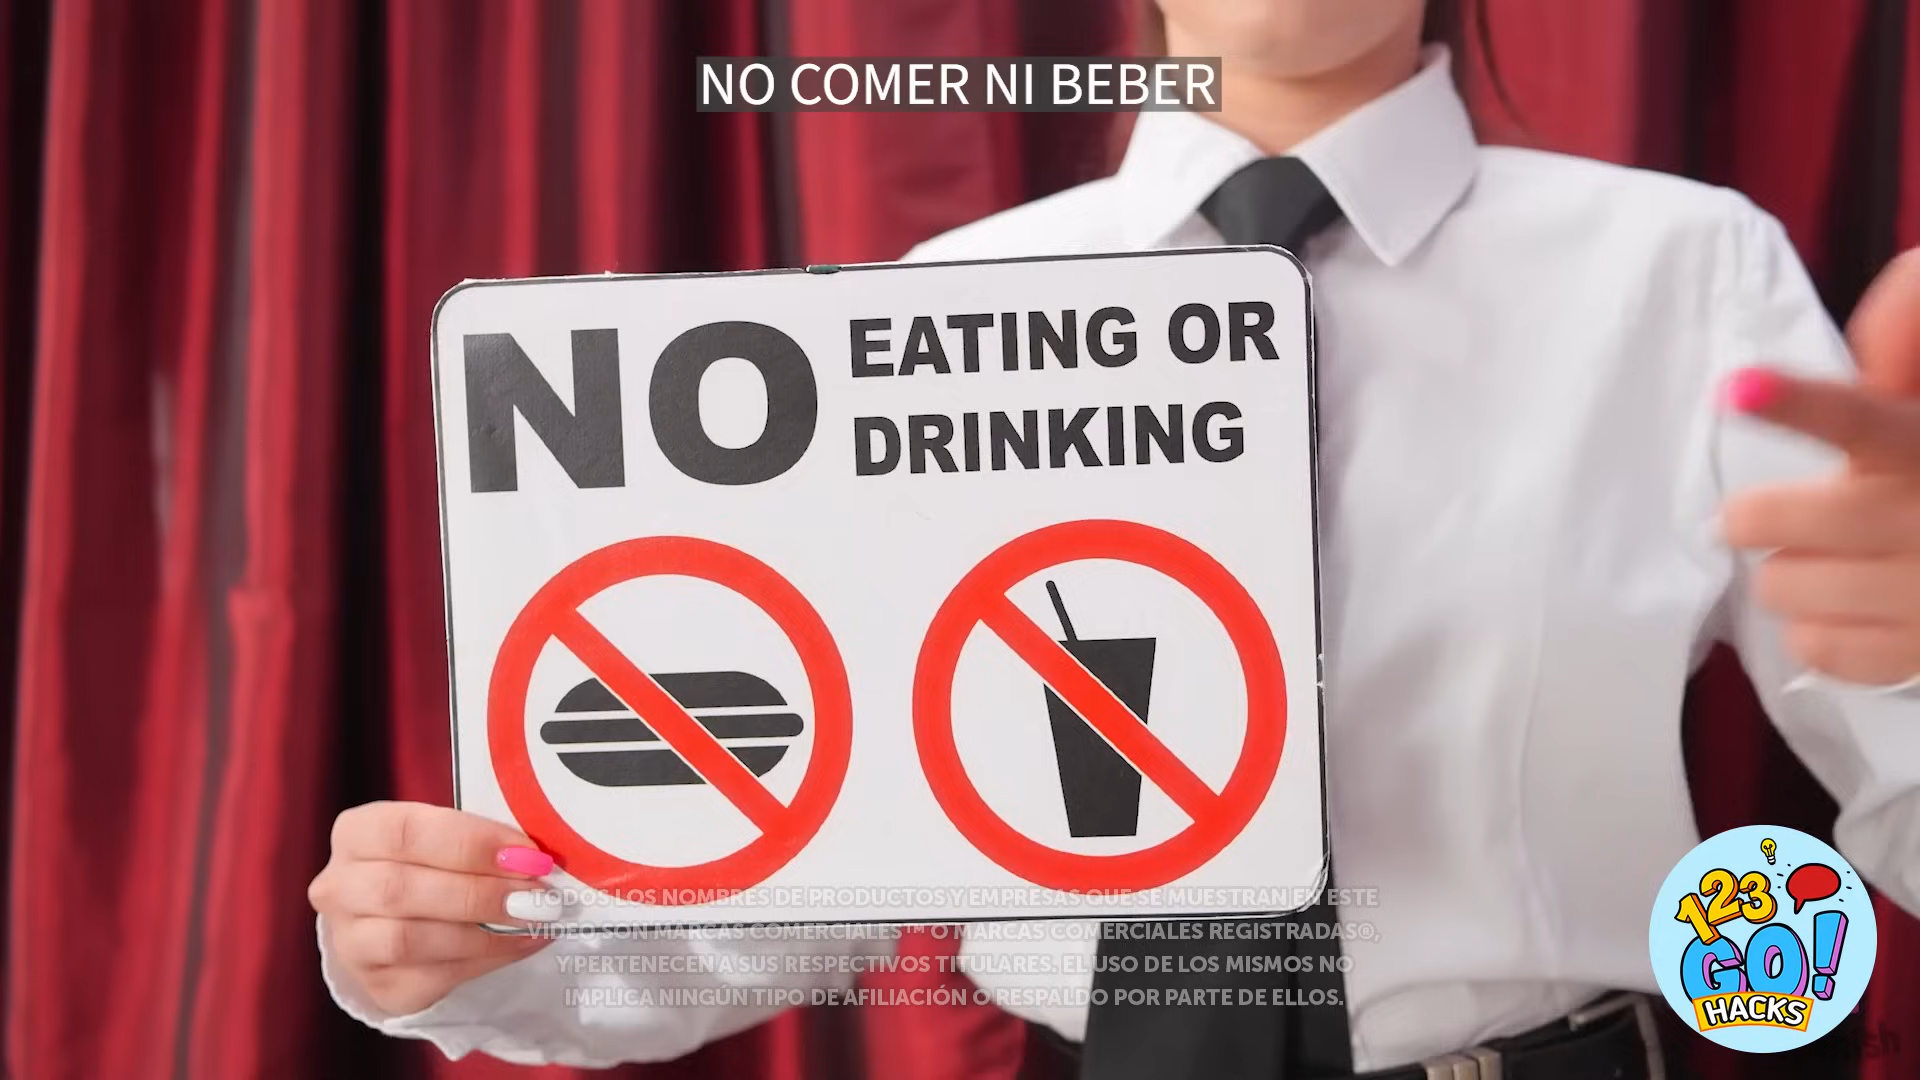 NO COMER NI BEBER
NO EATING OR
DRINKING
TODOS LOS NOMBRES DE PRODUCTOS Y EMPRESAS QUE SE MUESTRAN EN ESTE
VIDEO SON MARCAS COMERCIALES™ O MARCAS COMERCIALES REGISTRADAS®,
Y PERTENECEN A SUS RESPECTIVOS TITULARES. EL USO DE LOS MISMOS NO
IMPLICA NINGÚN TIPO DE AFILIACIÓN O RESPALDO POR PARTE DE ELLOS.
123
GO!
HACKS